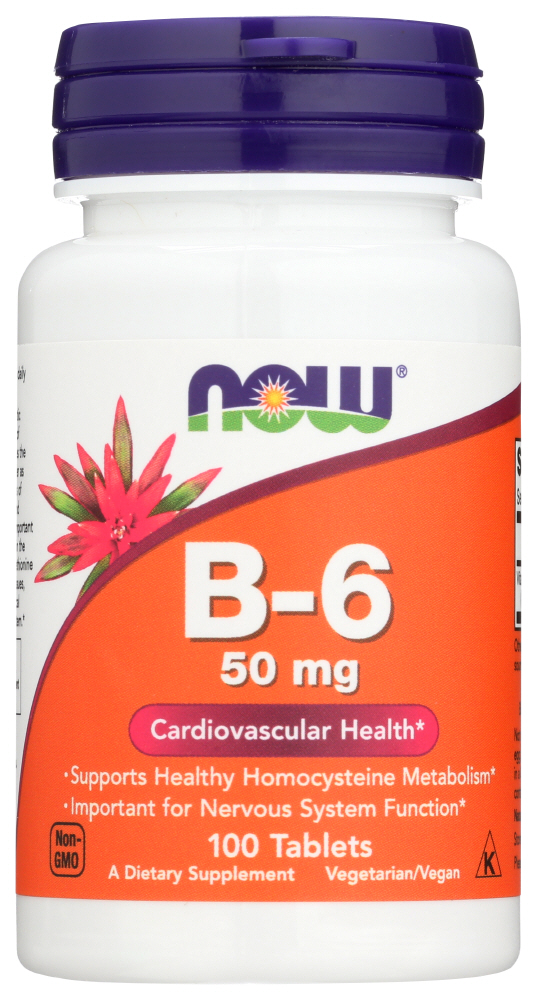 now®
B-6
50 mg
Cardiovascular Health*
•Supports Healthy Homocysteine Metabolism*
•Important for Nervous System Function*
Non-
GMO
100 Tablets
A Dietary Supplement Vegetarian/Vegan
K